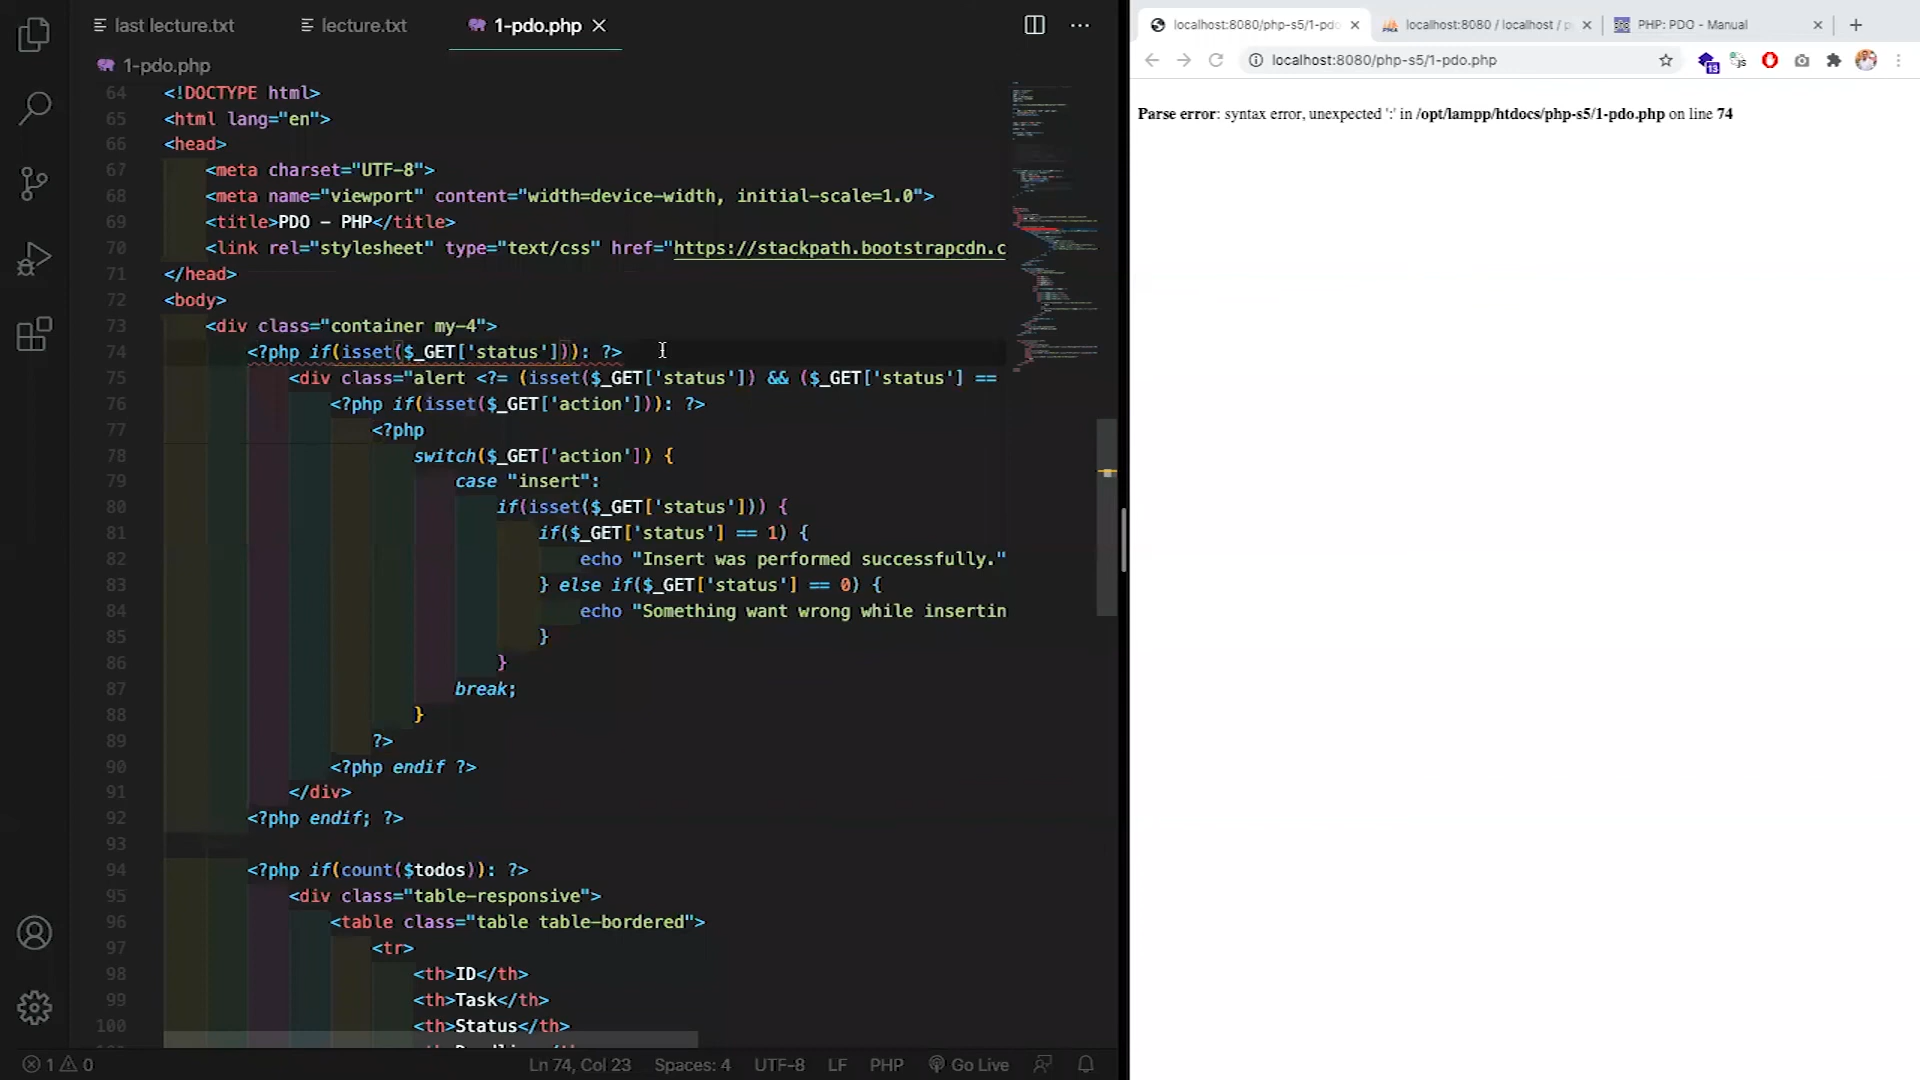 last lecture.txt
lecture.txt
1-pdo.php
1-pdo.php
64 <!DOCTYPE html>
65 <html lang="en">
66 <head>
67 <meta charset="UTF-8">
68 <meta name="viewport" content="width=device-width, initial-scale=1.0">
69 <title>PDO - PHP</title>
70 <link rel="stylesheet" type="text/css" href="https://stackpath.bootstrapcdn.c
71 </head>
72 <body>
73 <div class="container my-4">
74 <?php if(isset($_GET['status'])): ?>
75 <div class="alert <?= (isset($_GET['status']) && ($_GET['status'] ==
76 <?php if(isset($_GET['action'])): ?>
77 <?php
78 switch($_GET['action']) {
79 case "insert":
80 if(isset($_GET['status'])) {
81 if($_GET['status'] == 1) {
82 echo "Insert was performed successfully."
83 } else if($_GET['status'] == 0) {
84 echo "Something want wrong while insertin
85 }
86 }
87 break;
88 }
89 ?>
90 <?php endif ?>
91 </div>
92 <?php endif; ?>
93
94 <?php if(count($todos)): ?>
95 <div class="table-responsive">
96 <table class="table table-bordered">
97 <tr>
98 <th>ID</th>
99 <th>Task</th>
100 <th>Status</th>
1 0
Ln 74, Col 23
Spaces: 4
UTF-8
LF
PHP
Go Live
localhost:8080/php-s5/1-pdo
localhost:8080 / localhost / p
PHP: PDO - Manual
localhost:8080/php-s5/1-pdo.php
13
Parse error: syntax error, unexpected ':' in /opt/lampp/htdocs/php-s5/1-pdo.php on line 74